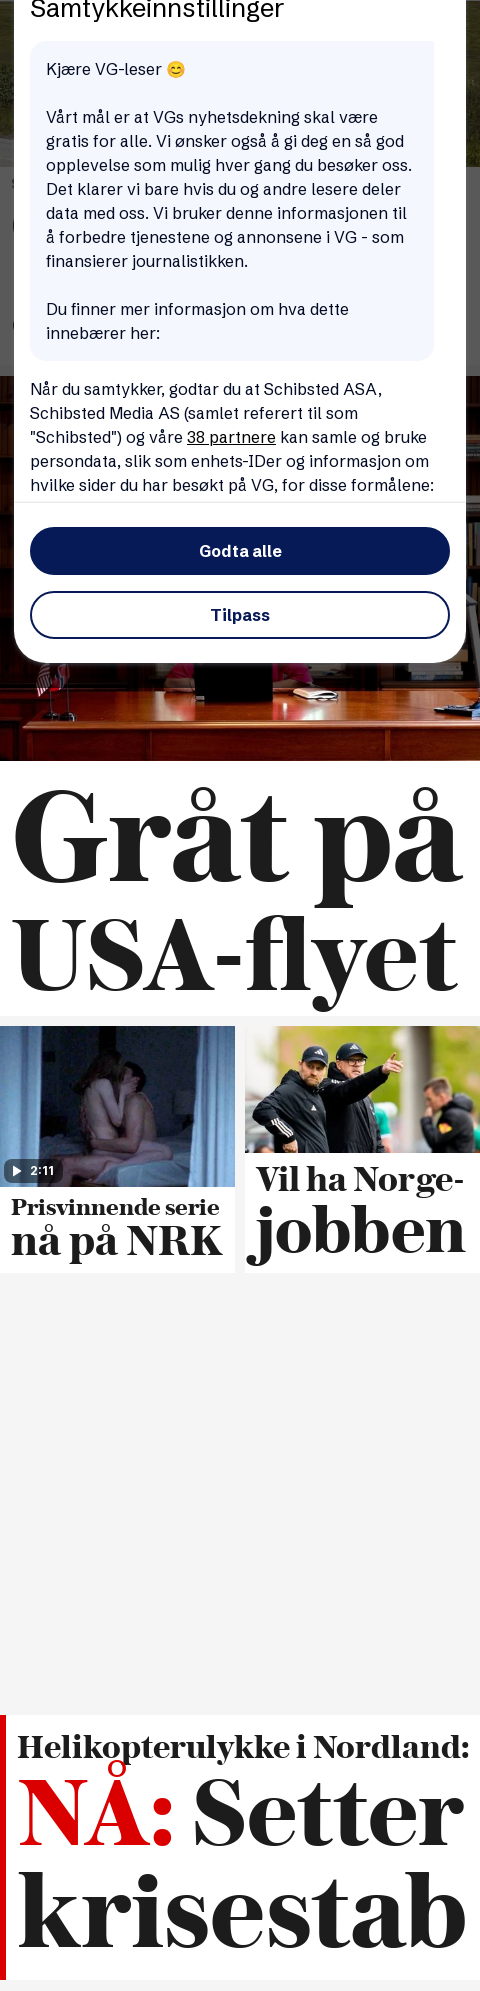 Samtykkeinnstillinger
Kjære VG-leser 😊
Vårt mål er at VGs nyhetsdekning skal være
gratis for alle. Vi ønsker også å gi deg en så god
opplevelse som mulig hver gang du besøker oss.
Det klarer vi bare hvis du og andre lesere deler
data med oss. Vi bruker denne informasjonen til
å forbedre tjenestene og annonsene i VG - som
finansierer journalistikken.
Du finner mer informasjon om hva dette
innebærer her:
Når du samtykker, godtar du at Schibsted ASA,
Schibsted Media AS (samlet referert til som
"Schibsted") og våre 38 partnere kan samle og bruke
persondata, slik som enhets-IDer og informasjon om
hvilke sider du har besøkt på VG, for disse formålene:
Godta alle
Tilpass
Gråt på
USA-flyet
2:11
Prisvinnende serie
nå på NRK
Vil ha Norge-
jobben
Helikopterulykke i Nordland:
NÅ: Setter
krisestab